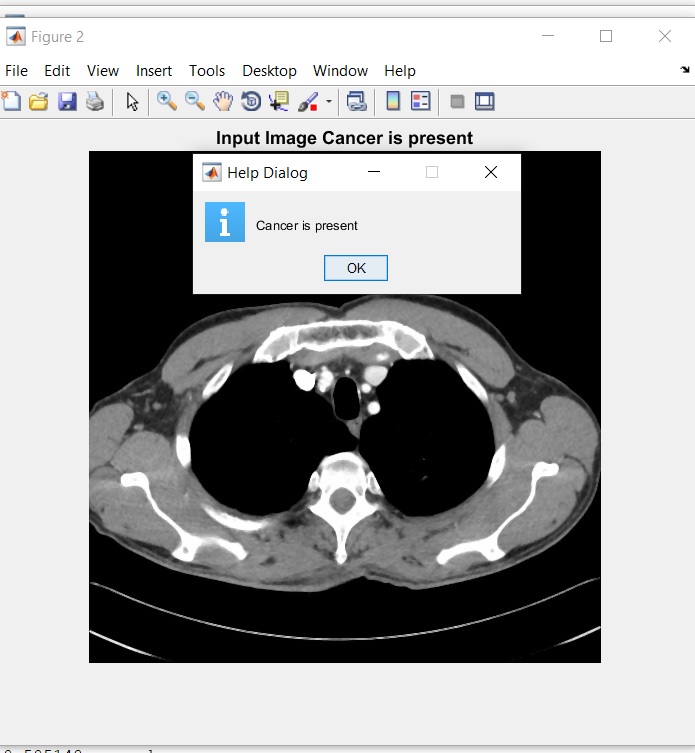 Figure 2
File Edit View Insert Tools Desktop Window Help
Input Image Cancer is present
Help Dialog
Cancer is present
OK